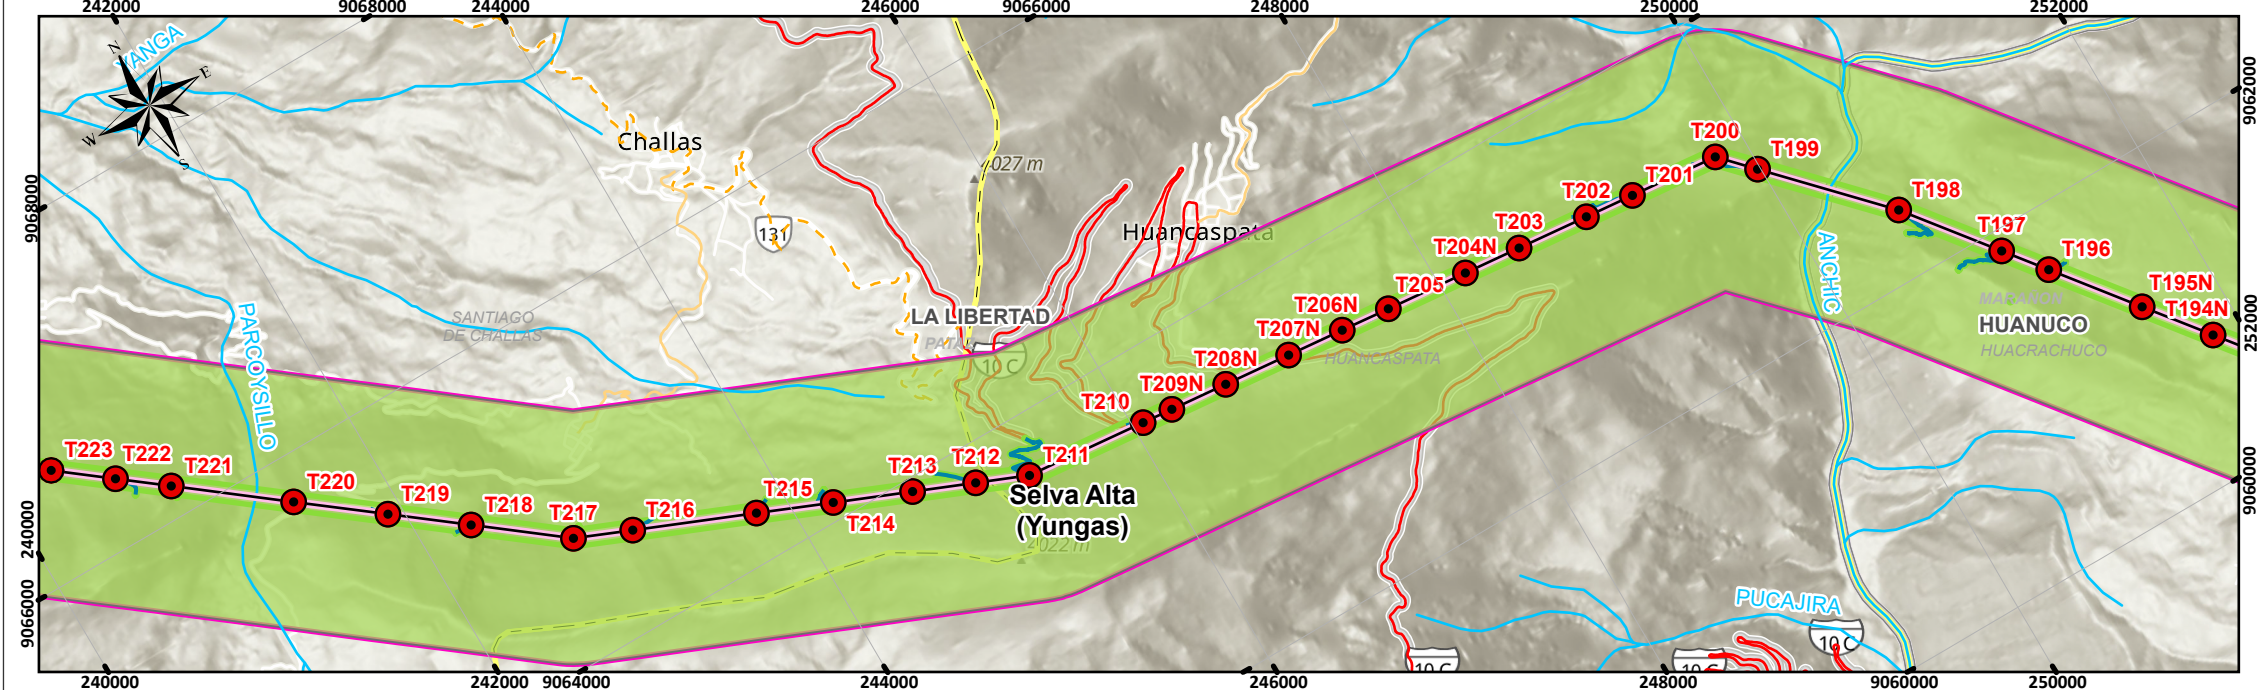 242000
9068000
244000
246000
9066000
248000
250000
252000
N
E
W
S
YANGA
Challas
131
4027 m
Huancaspata
9068000
9062000
T200
T199
T198
T197
T196
T195N
T194N
T201
T202
T203
T204N
T205
T206N
T207N
T208N
T209N
T210
ANCHIC
MARAÑON
HUANUCO
HUACRACHUCO
252000
PARCOYSILLO
SANTIAGO
DE CHALLAS
LA LIBERTAD
PATAZ
10 C
HUANCASPATA
T223
T222
T221
T220
T219
T218
T217
T216
T215
T214
T213
T212
T211
Selva Alta
(Yungas)
4022 m
240000
9066000
9060000
PUCAJIRA
10 C
10 C
10 C
240000
242000
9064000
244000
246000
248000
9060000
250000